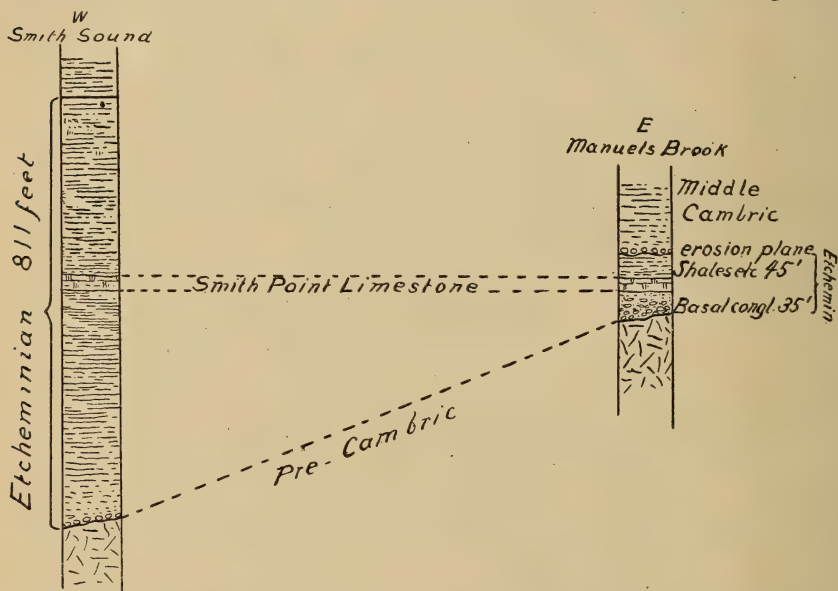 W
Smith Sound
Etcheminian 811 feet
E
Manuels Brook
Middle
Cambric
erosion plane
Shales etc 45'
Basal congl. 35'
Etchemin.
Smith Point Limestone
Pre-Cambric